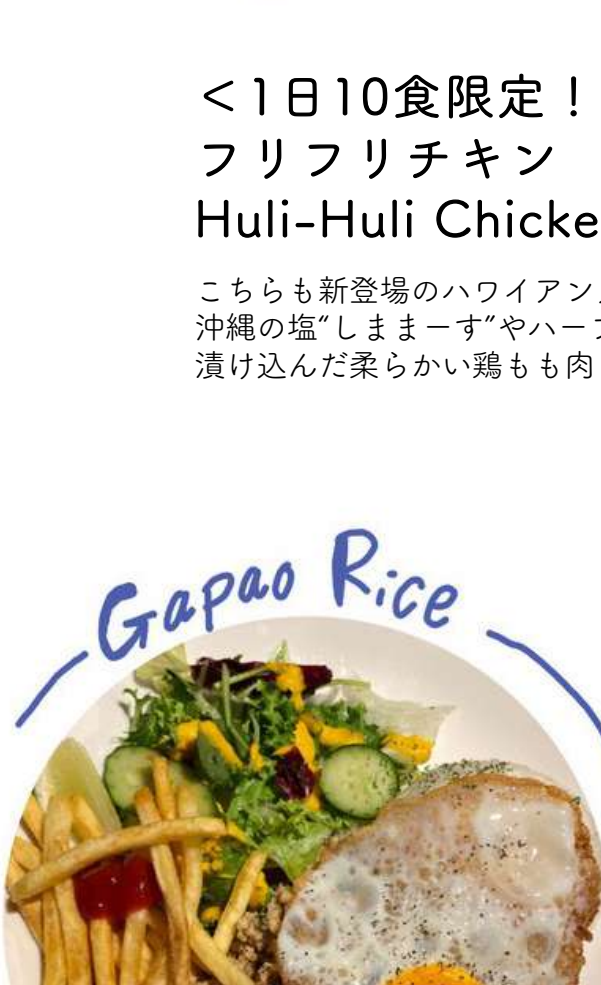 ＜1日10食限定！
フリフリチキン
Huli-Huli Chicke
こちらも新登場のハワイアン
沖縄の塩“しままーす”やハーブ
漬け込んだ柔らかい鶏もも肉
Gapao Rice